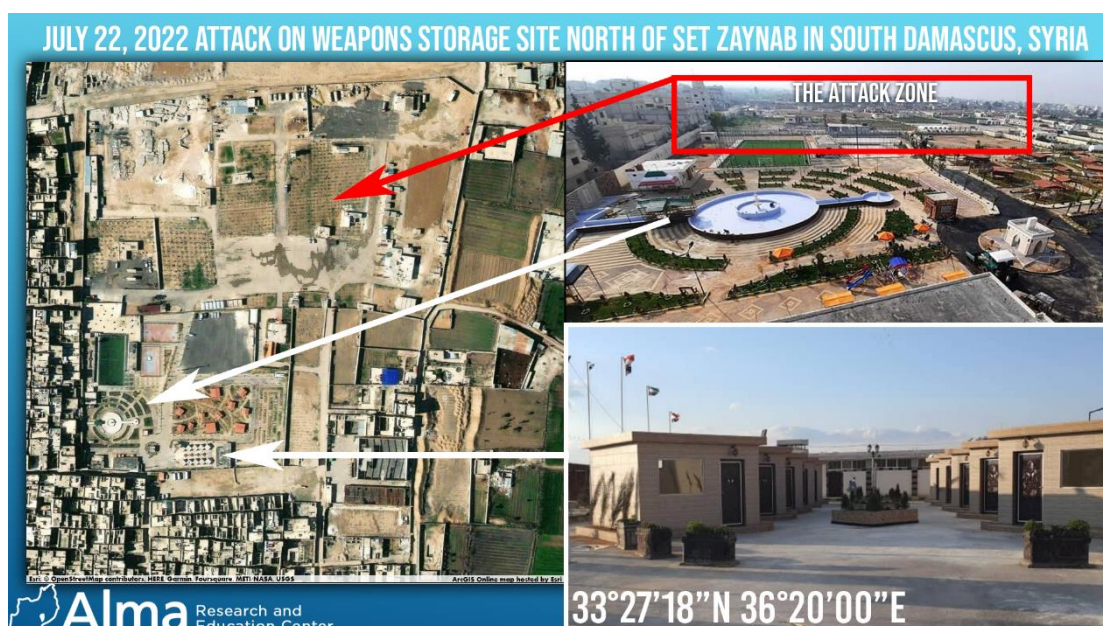 JULY 22, 2022 ATTACK ON WEAPONS STORAGE SITE NORTH OF SET ZAYNAB IN SOUTH DAMASCUS, SYRIA
THE ATTACK ZONE
Esri, © OpenStreetMap contributors, HERE, Garmin, Foursquare, METI/NASA, USGS
ArcGIS Online map hosted by Esri
Alma Research and
Education Center
33°27'18"N 36°20'00"E